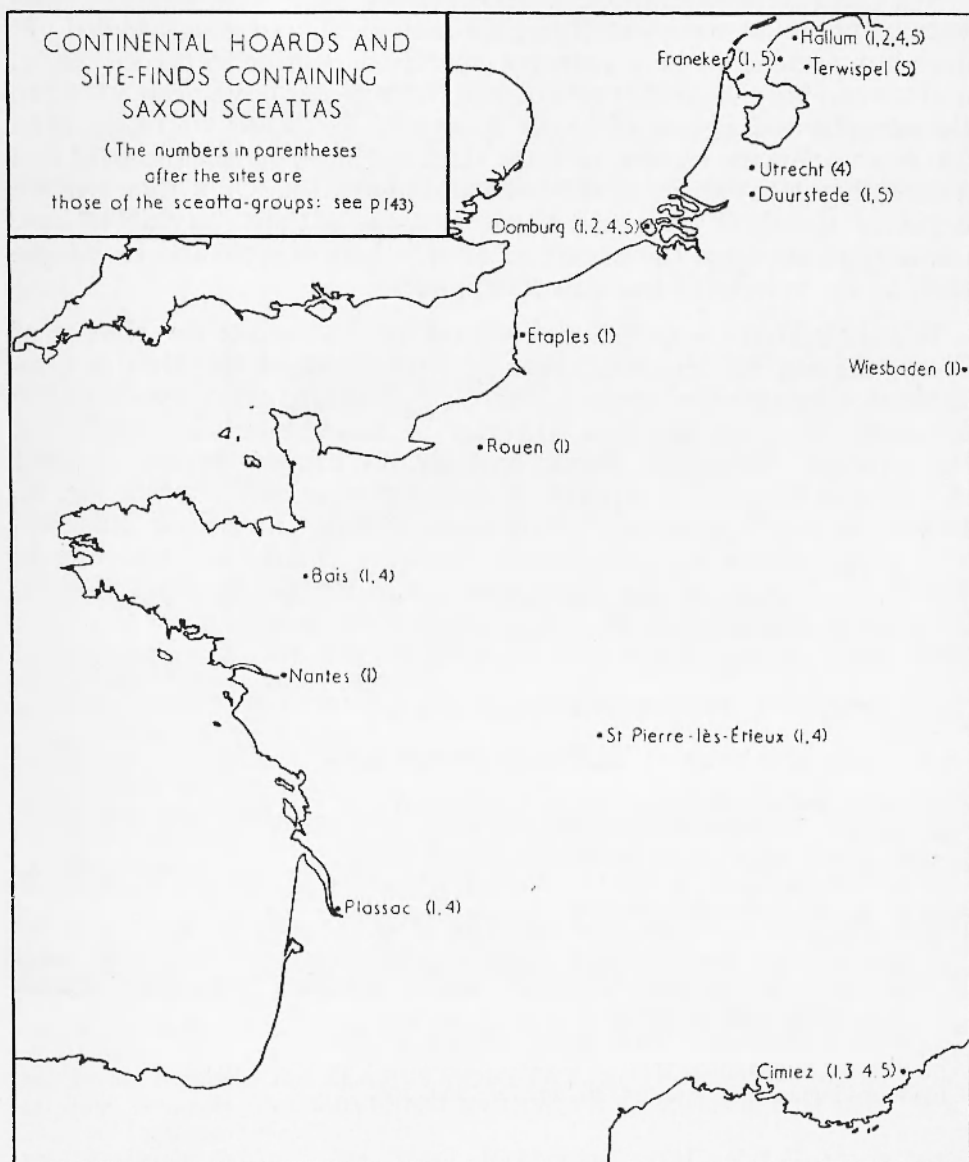 CONTINENTAL HOARDS AND
SITE-FINDS CONTAINING
SAXON SCEATTAS
(The numbers in parentheses
after the sites are
those of the sceatta-groups: see p143)
Hallum (1,2,4,5)
Franeker (1,5)
Terwispel (5)
Utrecht (4)
Duurstede (1,5)
Domburg (1,2,4,5)
Etaples (1)
Wiesbaden (1)
Rouen (1)
Bais (1,4)
Nantes (1)
St Pierre-lès-Étieux (1,4)
Plassac (1,4)
Cimiez (1,3 4,5)